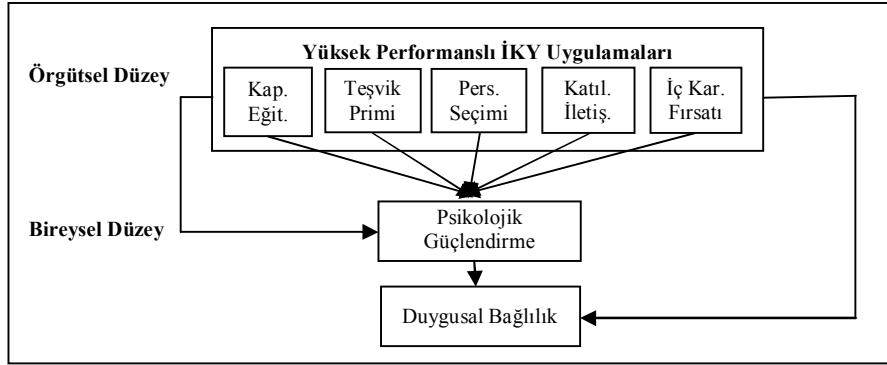 Yüksek Performanslı İKY Uygulamaları
Örgütsel Düzey
Kap.
Eğit.
Teşvik
Primi
Pers.
Seçimi
Katıl.
İletiş.
İç Kar.
Fırsatı
Bireysel Düzey
Psikolojik
Güçlendirme
Duygusal Bağlılık